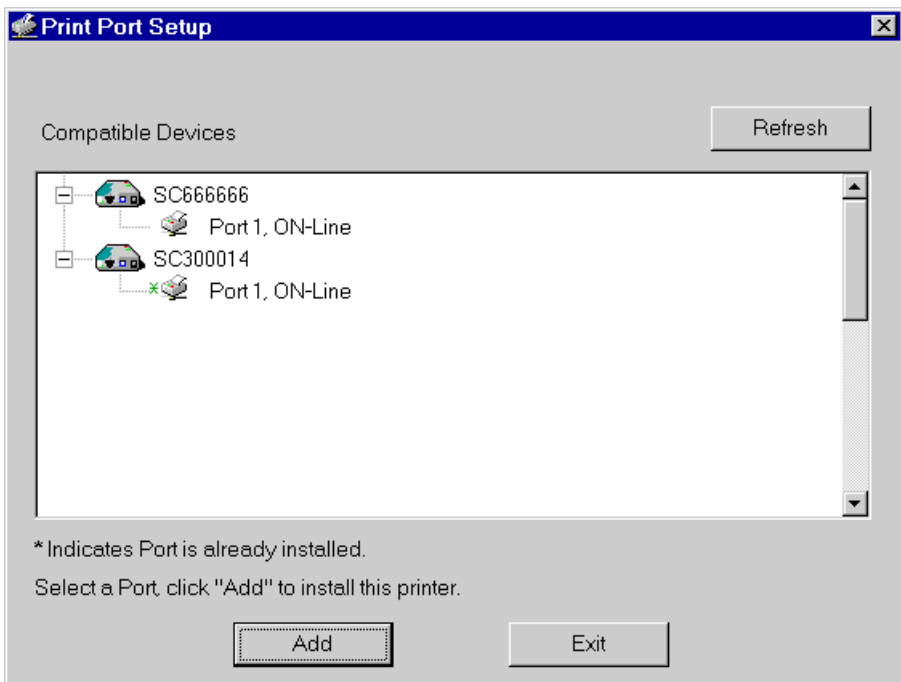 Print Port Setup
Compatible Devices
Refresh
SC666666
Port 1, ON-Line
SC300014
* Port 1, ON-Line
* Indicates Port is already installed.
Select a Port, click "Add" to install this printer.
Add
Exit